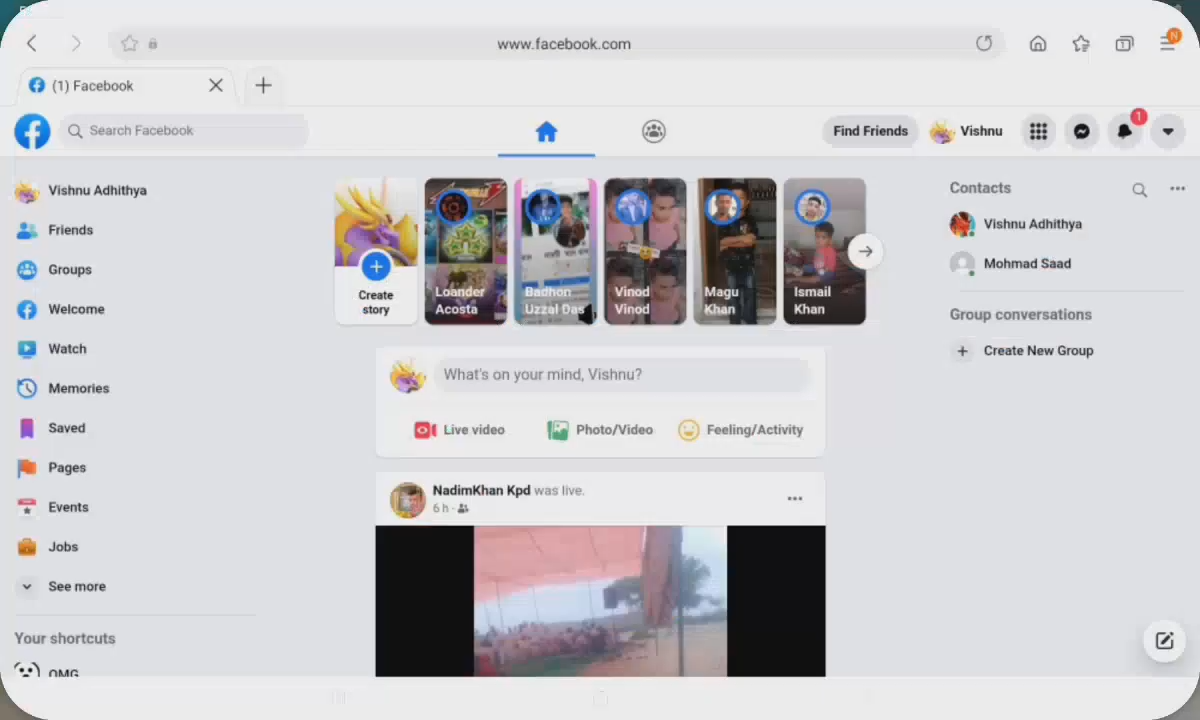 www.facebook.com
1
N
(1) Facebook
Search Facebook
Find Friends
Vishnu
1
Vishnu Adhithya
Friends
Groups
Welcome
Watch
Memories
Saved
Pages
Events
Jobs
See more
Your shortcuts
OMG
Create
story
Loander
Acosta
Badhon
Uzzal Das
Vinod
Vinod
Magu
Khan
Ismail
Khan
What's on your mind, Vishnu?
Live video
Photo/Video
Feeling/Activity
NadimKhan Kpd was live.
6 h ·
Contacts
Vishnu Adhithya
Mohmad Saad
Group conversations
Create New Group